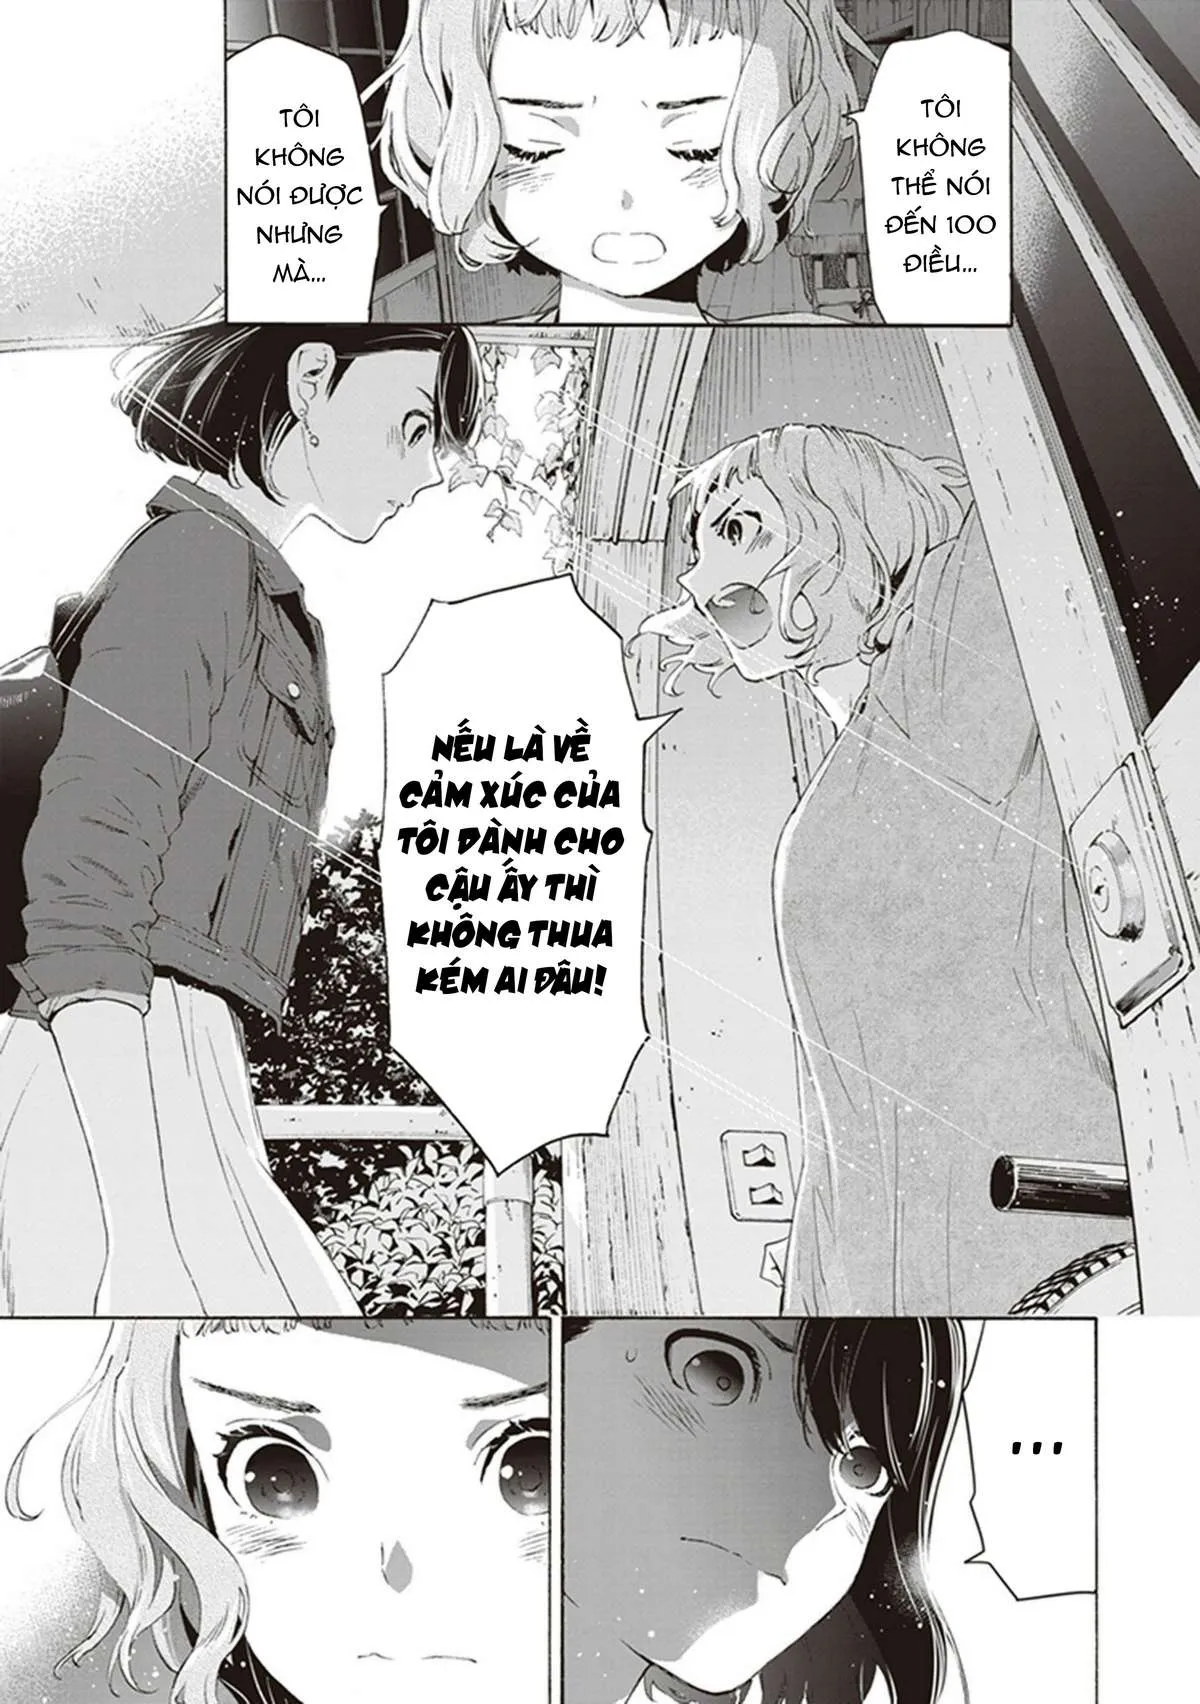 TÔI
KHÔNG
THỂ NÓI
ĐẾN 100
ĐIỀU...
TÔI
KHÔNG
NÓI ĐƯỢC
NHƯNG
MÀ...
NẾU LÀ VỀ
CẢM XÚC CỦA
TÔI DÀNH CHO
CẬU ẤY THÌ
KHÔNG THUA
KÉM AI ĐÂU!
...